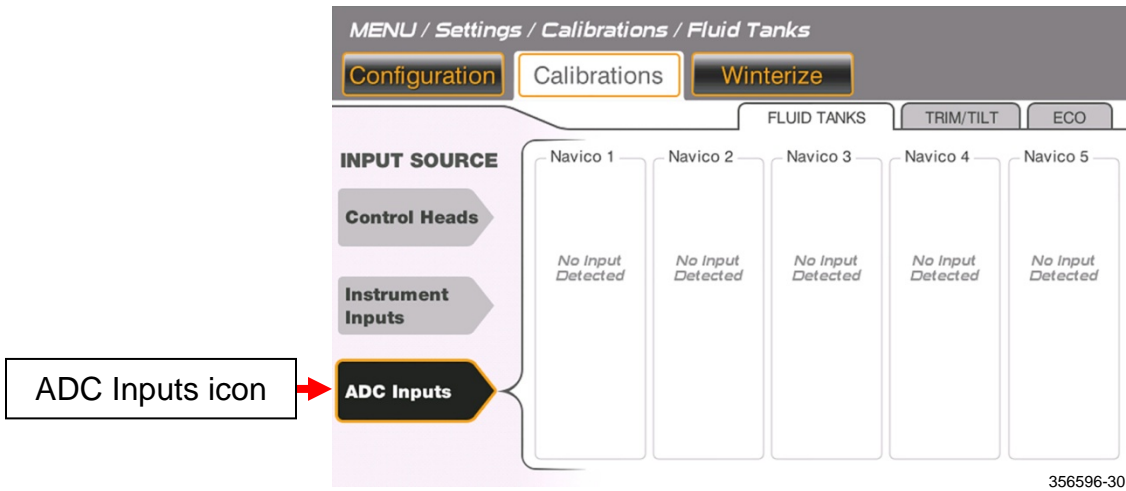 MENU / Settings / Calibrations / Fluid Tanks
Configuration
Calibrations
Winterize
FLUID TANKS
TRIM/TILT
ECO
INPUT SOURCE
Control Heads
Instrument
Inputs
ADC Inputs
ADC Inputs icon
Navico 1
No Input
Detected
Navico 2
No Input
Detected
Navico 3
No Input
Detected
Navico 4
No Input
Detected
Navico 5
No Input
Detected
356596-30